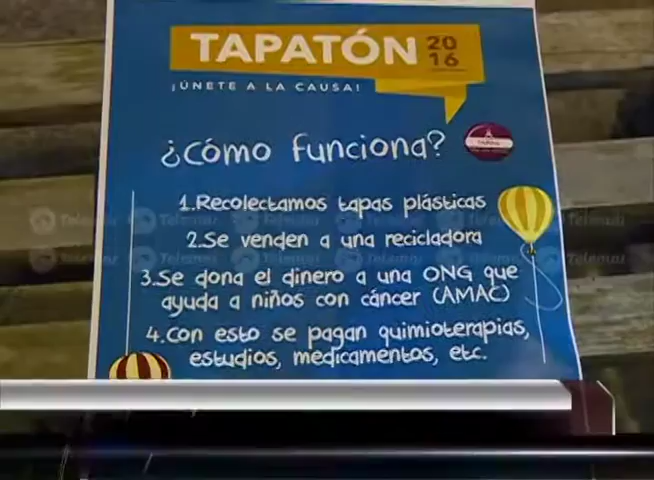 TAPATÓN 2016
¡ÚNETE A LA CAUSA!
¿Cómo Funciona?
1.Recolectamos tapas plásticas
2.Se venden a una recicladora
3.Se dona el dinero a una ONG que
ayuda a niños con cáncer (AMAC)
4.Con esto se pagan quimioterapias,
estudios, medicamentos, etc.